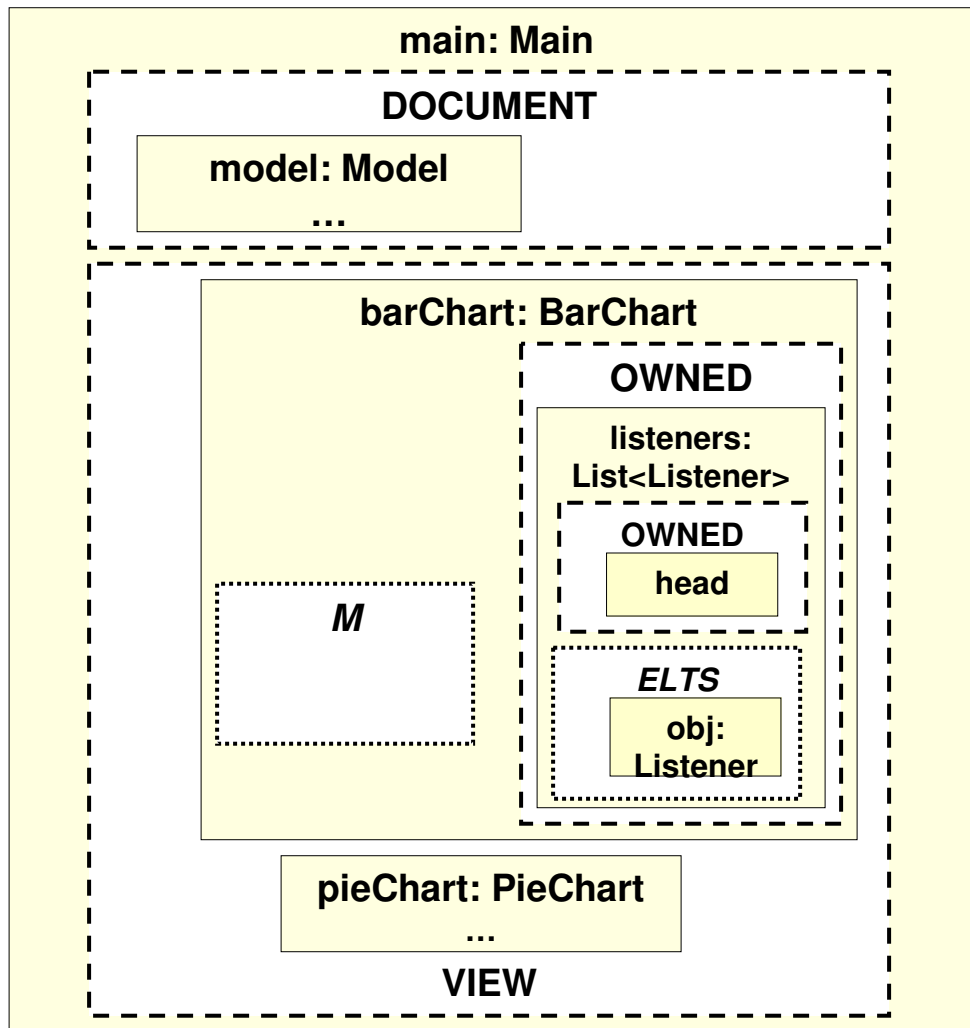 main: Main
DOCUMENT
model: Model
...
barChart: BarChart
OWNED
listeners:
List<Listener>
OWNED
head
M
ELTS
obj:
Listener
pieChart: PieChart
...
VIEW